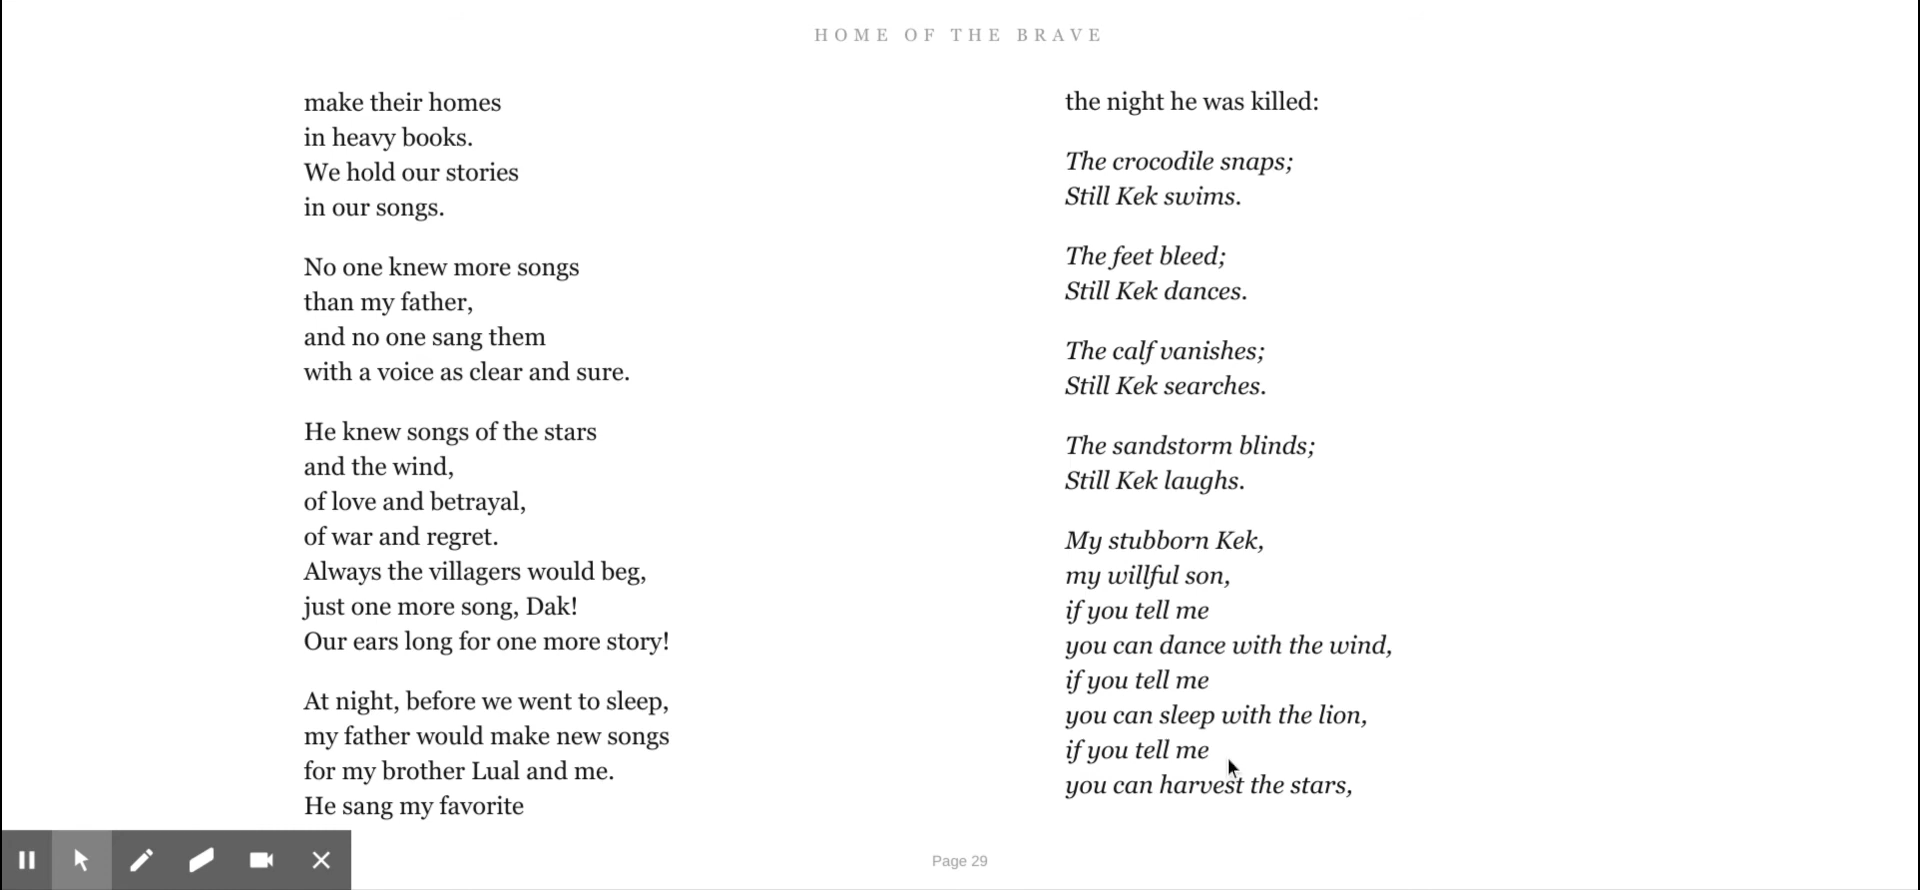 HOME OF THE BRAVE
make their homes
in heavy books.
We hold our stories
in our songs.
No one knew more songs
than my father,
and no one sang them
with a voice as clear and sure.
He knew songs of the stars
and the wind,
of love and betrayal,
of war and regret.
Always the villagers would beg,
just one more song, Dak!
Our ears long for one more story!
At night, before we went to sleep,
my father would make new songs
for my brother Lual and me.
He sang my favorite
the night he was killed:
The crocodile snaps;
Still Kek swims.
The feet bleed;
Still Kek dances.
The calf vanishes;
Still Kek searches.
The sandstorm blinds;
Still Kek laughs.
My stubborn Kek,
my willful son,
if you tell me
you can dance with the wind,
if you tell me
you can sleep with the lion,
if you tell me
you can harvest the stars,
Page 29